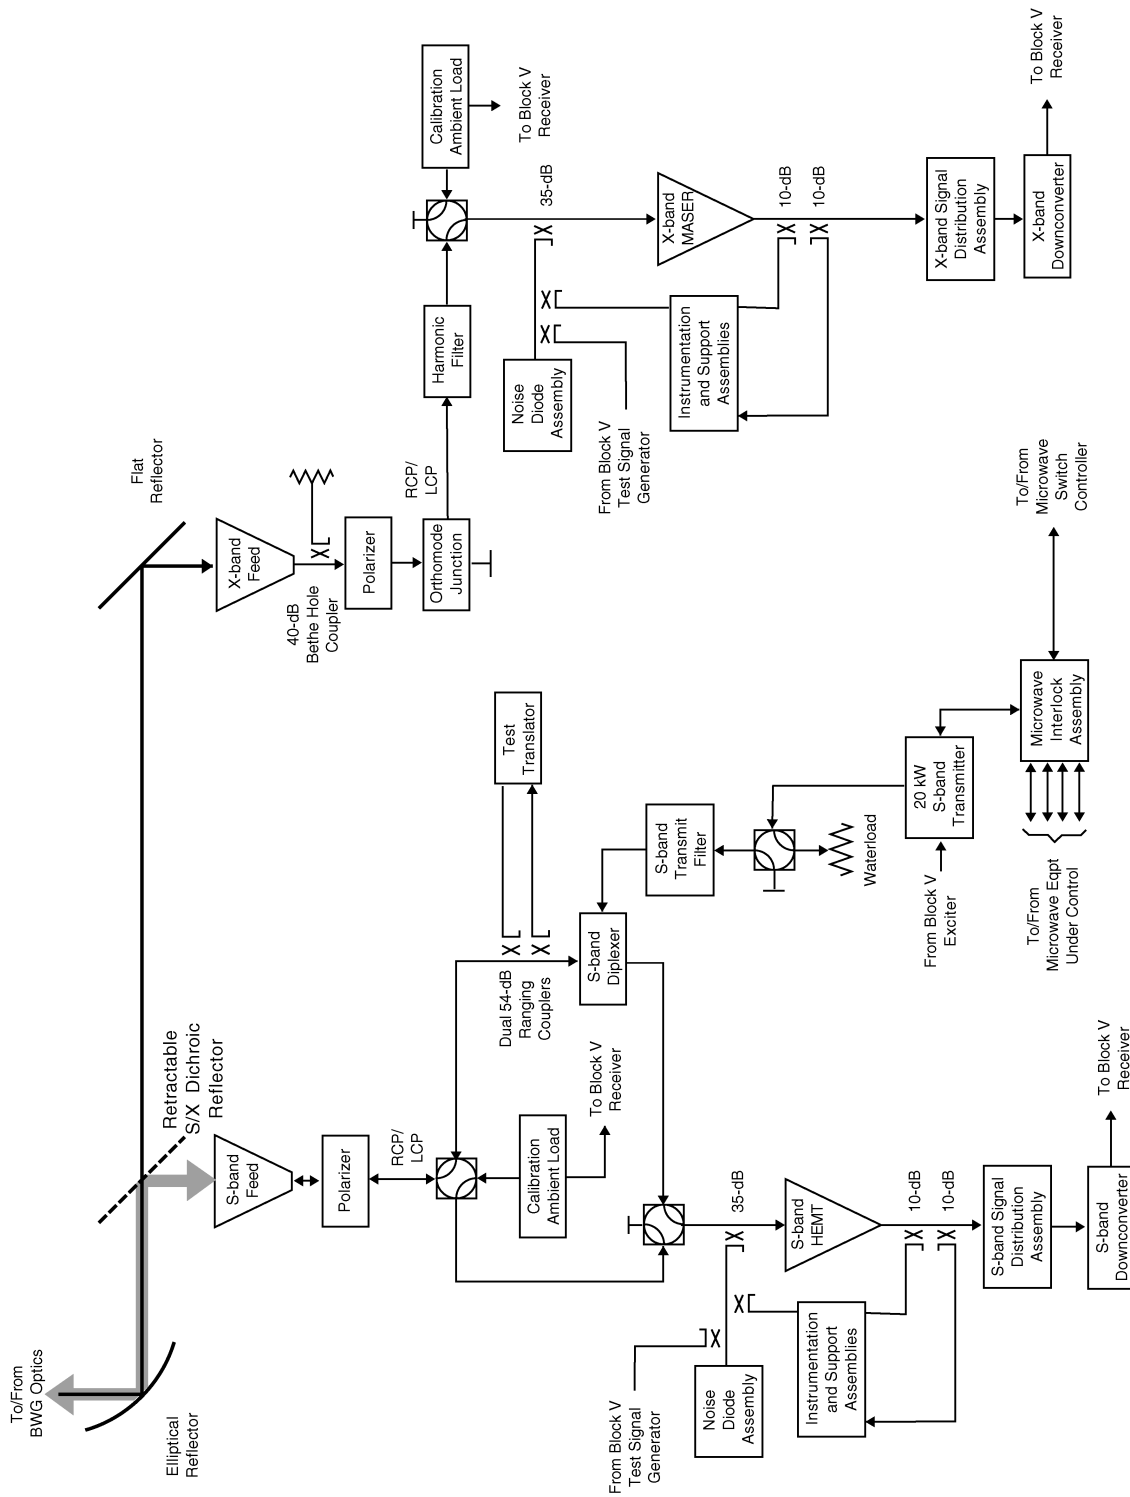 To/From
BWG Optics
Elliptical
Reflector
Retractable
S/X Dichroic
Reflector
Flat
Reflector
S-band
Feed
Polarizer
RCP/
LCP
Calibration
Ambient Load
To Block V
Receiver
Dual 54-dB
Ranging
Couplers
Test
Translator
S-band
Diplexer
S-band
Transmit
Filter
Waterload
20 kW
S-band
Transmitter
From Block V
Exciter
Microwave
Interlock
Assembly
To/From
Microwave Eqpt
Under Control
To/From
Microwave
Switch
Controller
From Block V
Test Signal
Generator
Noise
Diode
Assembly
35-dB
S-band
HEMT
Instrumentation
and Support
Assemblies
10-dB
10-dB
S-band Signal
Distribution
Assembly
S-band
Downconverter
To Block V
Receiver
X-band
Feed
40-dB
Bethe Hole
Coupler
Polarizer
Orthomode
Junction
RCP/
LCP
Harmonic
Filter
Calibration
Ambient Load
To Block V
Receiver
35-dB
Noise
Diode
Assembly
From Block V
Test Signal
Generator
X-band
MASER
Instrumentation
and Support
Assemblies
10-dB
10-dB
X-band Signal
Distribution
Assembly
X-band
Downconverter
To Block V
Receiver